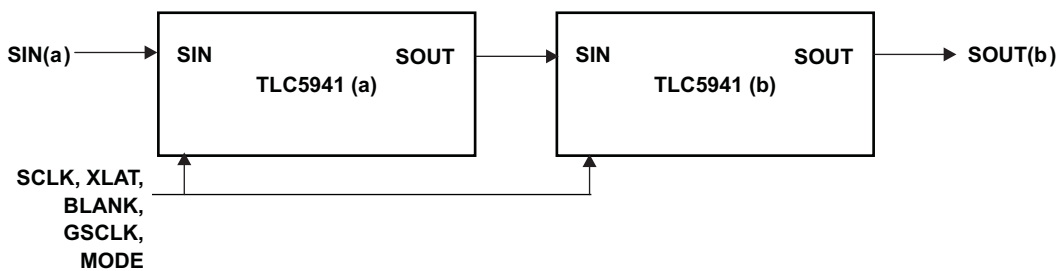 SIN(a)
SIN
SOUT
TLC5941 (a)
SIN
SOUT
TLC5941 (b)
SOUT(b)
SCLK, XLAT,
BLANK,
GSCLK,
MODE